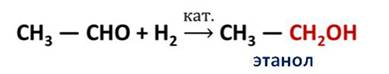 кат.
CH₃ — CHO + H₂ → CH₃ — CH₂OH
этанол